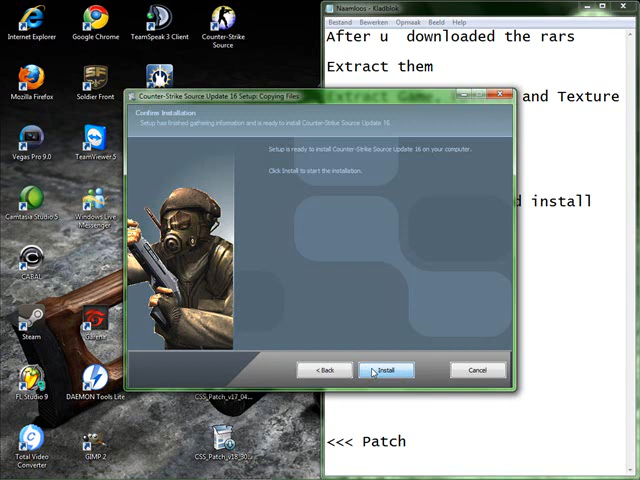 Internet Explorer
Google Chrome
TeamSpeak 3 Client
Counter-Strike Source
Mozilla Firefox
Soldier Front
Vegas Pro 9.0
TeamViewer 5
Camtasia Studio 5
Windows Live Messenger
CABAL
Steam
Garena
FL Studio 9
DAEMON Tools Lite
CSS_Patch_v17_04...
Total Video Converter
GIMP 2
CSS_Patch_v18_30...
Counter-Strike Source Update 16 Setup: Copying Files
Confirm Installation
Setup has finished gathering information and is ready to install Counter-Strike Source Update 16.
Setup is ready to install Counter-Strike Source Update 16 on your computer.
Click Install to start the installation.
< Back
Install
Cancel
Naamloos - Kladblok
Bestand Bewerken Opmaak Beeld Help
After u downloaded the rars
Extract them
Extract Game, and Texture
install
<<< Patch